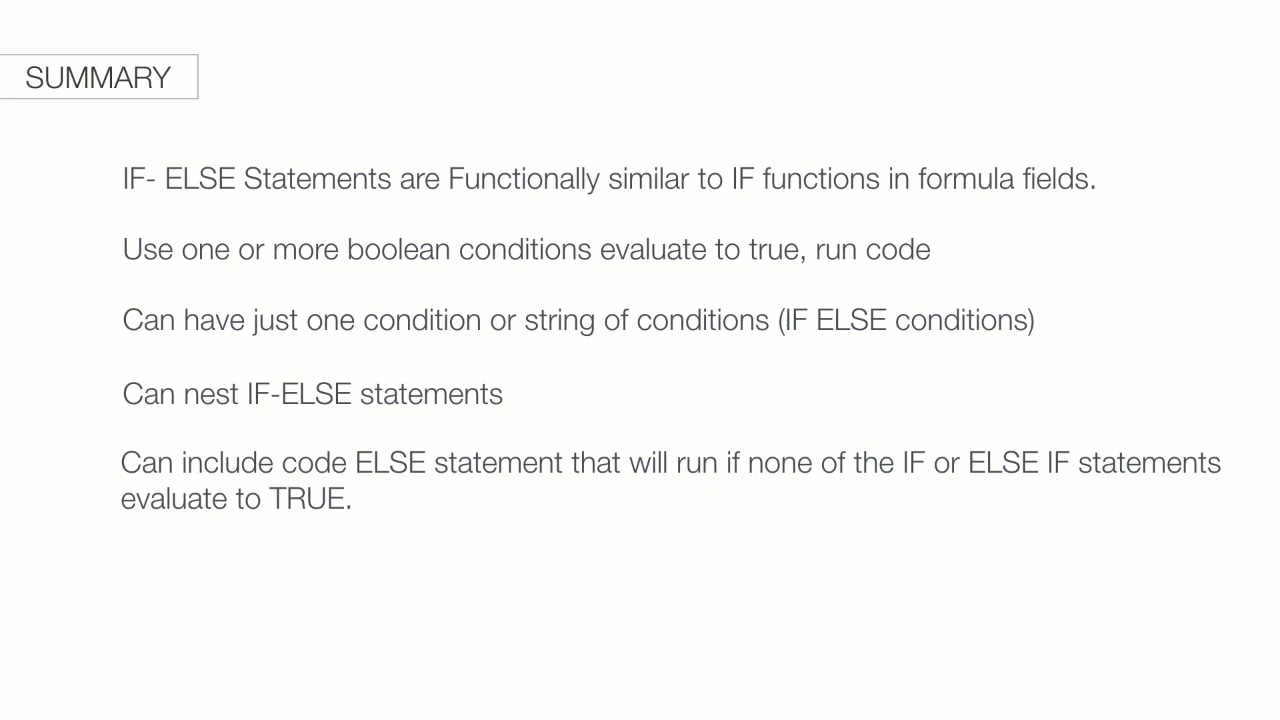 SUMMARY
IF- ELSE Statements are Functionally similar to IF functions in formula fields.
Use one or more boolean conditions evaluate to true, run code
Can have just one condition or string of conditions (IF ELSE conditions)
Can nest IF-ELSE statements
Can include code ELSE statement that will run if none of the IF or ELSE IF statements
evaluate to TRUE.